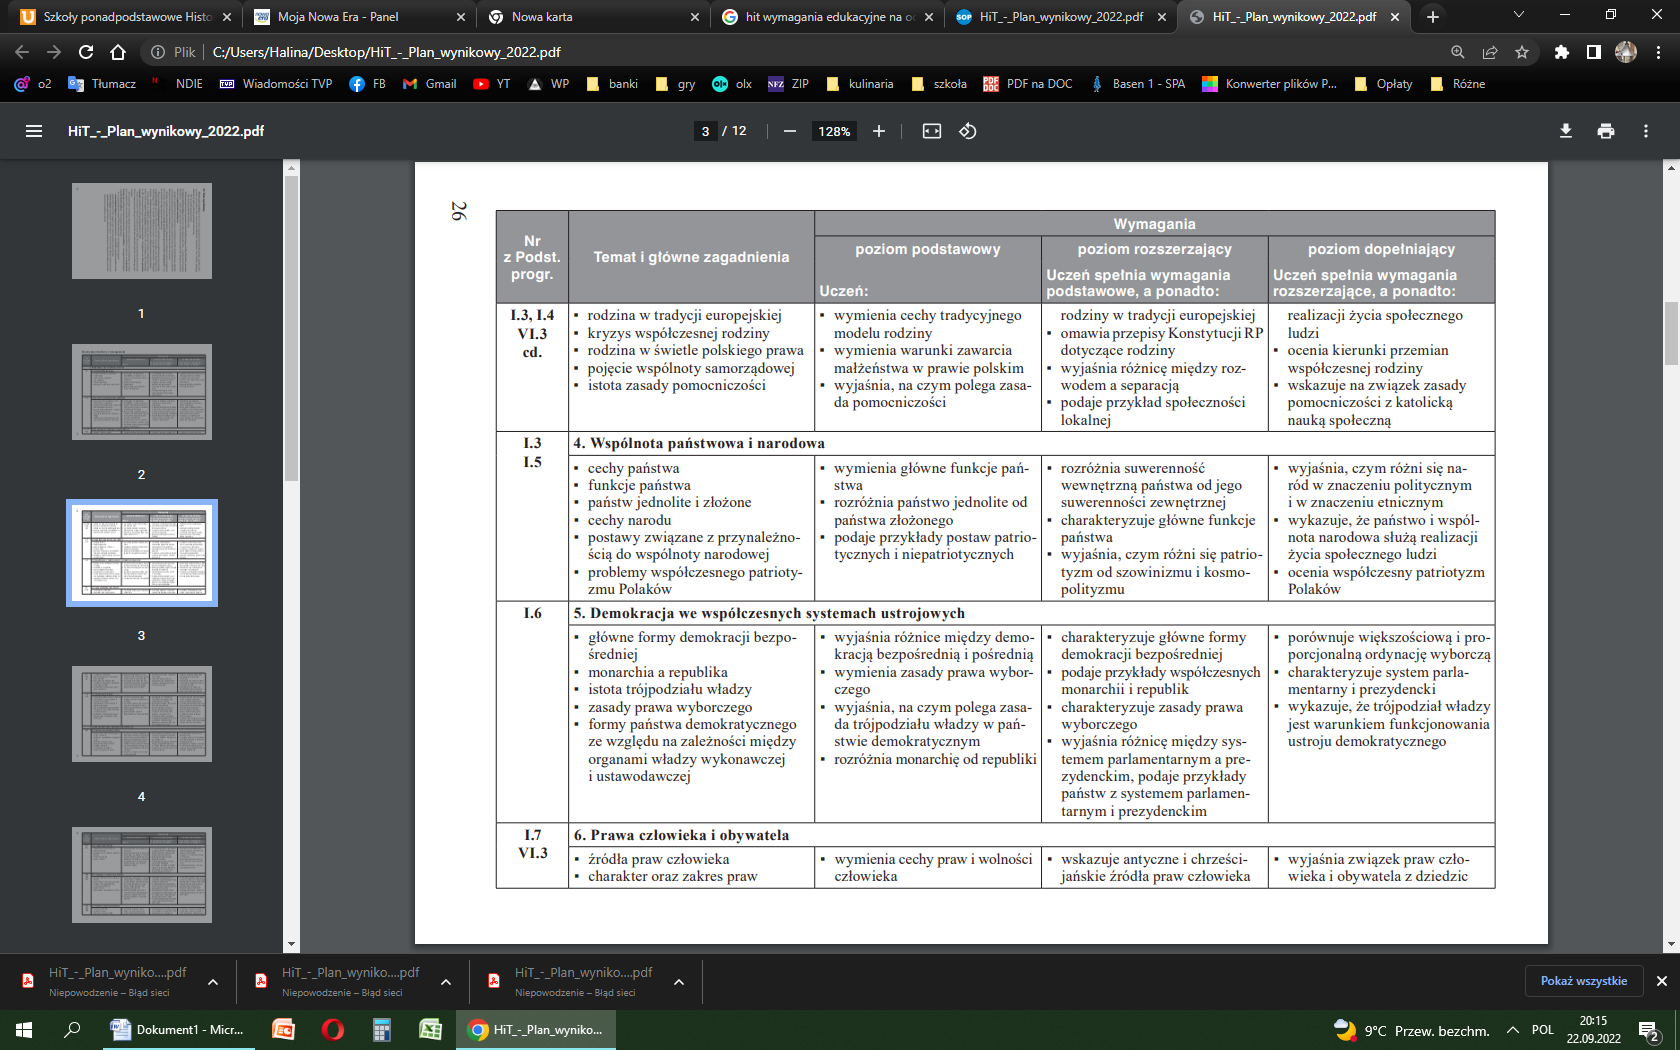 Szkoły ponadpodstawowe Histo
Moja Nowa Era - Panel
Nowa karta
hit wymagania edukacyjne na oc
HiT_-_Plan_wynikowy_2022.pdf
HiT_-_Plan_wynikowy_2022.pdf
Plik C:/Users/Halina/Desktop/HiT_-_Plan_wynikowy_2022.pdf
o2 Tłumacz NDIE Wiadomości TVP FB Gmail YT WP banki gry olx ZIP kulinaria szkoła PDF na DOC Basen 1 - SPA Konwerter plików P... Opłaty Różne
HiT_-_Plan_wynikowy_2022.pdf
3 / 12
128%
1
2
3
4
26
Nr
z Podst.
progr.
Temat i główne zagadnienia
Wymagania
poziom podstawowy
Uczeń:
poziom rozszerzający
Uczeń spełnia wymagania
podstawowe, a ponadto:
poziom dopełniający
Uczeń spełnia wymagania
rozszerzające, a ponadto:
I.3, I.4
VI.3
cd.
▪ rodzina w tradycji europejskiej
▪ kryzys współczesnej rodziny
▪ rodzina w świetle polskiego prawa
▪ pojęcie wspólnoty samorządowej
▪ istota zasady pomocniczości
▪ wymienia cechy tradycyjnego
modelu rodziny
▪ wymienia warunki zawarcia
małżeństwa w prawie polskim
▪ wyjaśnia, na czym polega zasa-
da pomocniczości
rodziny w tradycji europejskiej
▪ omawia przepisy Konstytucji RP
dotyczące rodziny
▪ wyjaśnia różnicę między roz-
wodem a separacją
▪ podaje przykład społeczności
lokalnej
realizacji życia społecznego
ludzi
▪ ocenia kierunki przemian
współczesnej rodziny
▪ wskazuje na związek zasady
pomocniczości z katolicką
nauką społeczną
I.3
I.5
4. Wspólnota państwowa i narodowa
▪ cechy państwa
▪ funkcje państwa
▪ państw jednolite i złożone
▪ cechy narodu
▪ postawy związane z przynależno-
ścią do wspólnoty narodowej
▪ problemy współczesnego patrioty-
zmu Polaków
▪ wymienia główne funkcje pań-
stwa
▪ rozróżnia państwo jednolite od
państwa złożonego
▪ podaje przykłady postaw patrio-
tycznych i niepatriotycznych
▪ rozróżnia suwerenność
wewnętrzną państwa od jego
suwerenności zewnętrznej
▪ charakteryzuje główne funkcje
państwa
▪ wyjaśnia, czym różni się patrio-
tyzm od szowinizmu i kosmo-
polityzmu
▪ wyjaśnia, czym różni się na-
ród w znaczeniu politycznym
i w znaczeniu etnicznym
▪ wykazuje, że państwo i wspól-
nota narodowa służą realizacji
życia społecznego ludzi
▪ ocenia współczesny patriotyzm
Polaków
I.6
5. Demokracja we współczesnych systemach ustrojowych
▪ główne formy demokracji bezpo-
średniej
▪ monarchia a republika
▪ istota trójpodziału władzy
▪ zasady prawa wyborczego
▪ formy państwa demokratycznego
ze względu na zależności między
organami władzy wykonawczej
i ustawodawczej
▪ wyjaśnia różnice między demo-
kracją bezpośrednią i pośrednią
▪ wymienia zasady prawa wybor-
czego
▪ wyjaśnia, na czym polega zasa-
da trójpodziału władzy w pań-
stwie demokratycznym
▪ rozróżnia monarchię od republiki
▪ charakteryzuje główne formy
demokracji bezpośredniej
▪ podaje przykłady współczesnych
monarchii i republik
▪ charakteryzuje zasady prawa
wyborczego
▪ wyjaśnia różnicę między sys-
temem parlamentarnym a pre-
zydenckim, podaje przykłady
państw z systemem parlamen-
tarnym i prezydenckim
▪ porównuje większościową i pro-
porcjonalną ordynację wyborczą
▪ charakteryzuje system parla-
mentarny i prezydencki
▪ wykazuje, że trójpodział władzy
jest warunkiem funkcjonowania
ustroju demokratycznego
I.7
VI.3
6. Prawa człowieka i obywatela
▪ źródła praw człowieka
▪ charakter oraz zakres praw
▪ wymienia cechy praw i wolności
człowieka
▪ wskazuje antyczne i chrześci-
jańskie źródła praw człowieka
▪ wyjaśnia związek praw czło-
wieka i obywatela z dziedzic
HiT_-_Plan_wyniko....pdf
Niepowodzenie – Błąd sieci
HiT_-_Plan_wyniko....pdf
Niepowodzenie – Błąd sieci
HiT_-_Plan_wyniko....pdf
Niepowodzenie – Błąd sieci
Pokaż wszystkie
Dokument1 - Micr...
HiT_-_Plan_wyniko...
9°C Przew. bezchm.
POL
20:15
22.09.2022
2